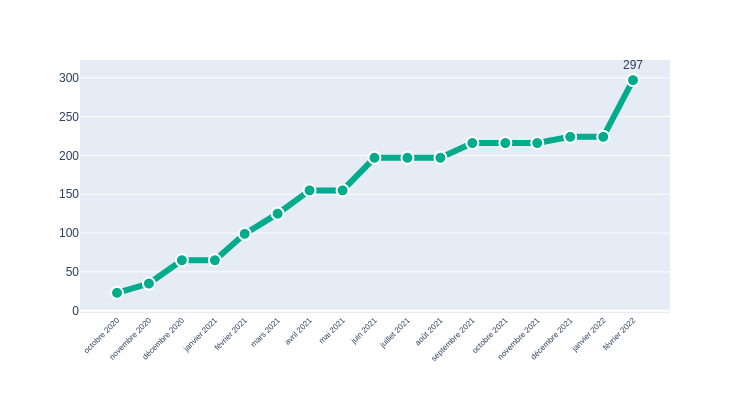 297
300
250
200
150
100
50
0
octobre 2020
novembre 2020
décembre 2020
janvier 2021
février 2021
mars 2021
avril 2021
mai 2021
juin 2021
juillet 2021
août 2021
septembre 2021
octobre 2021
novembre 2021
décembre 2021
janvier 2022
février 2022